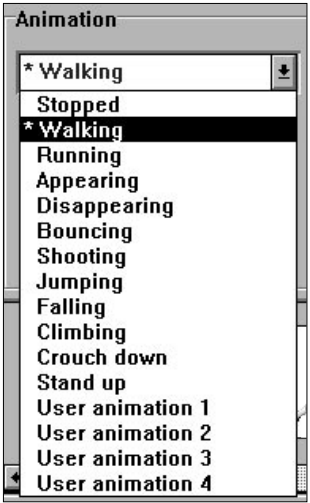 Animation
* Walking
Stopped
* Walking
Running
Appearing
Disappearing
Bouncing
Shooting
Jumping
Falling
Climbing
Crouch down
Stand up
User animation 1
User animation 2
User animation 3
User animation 4